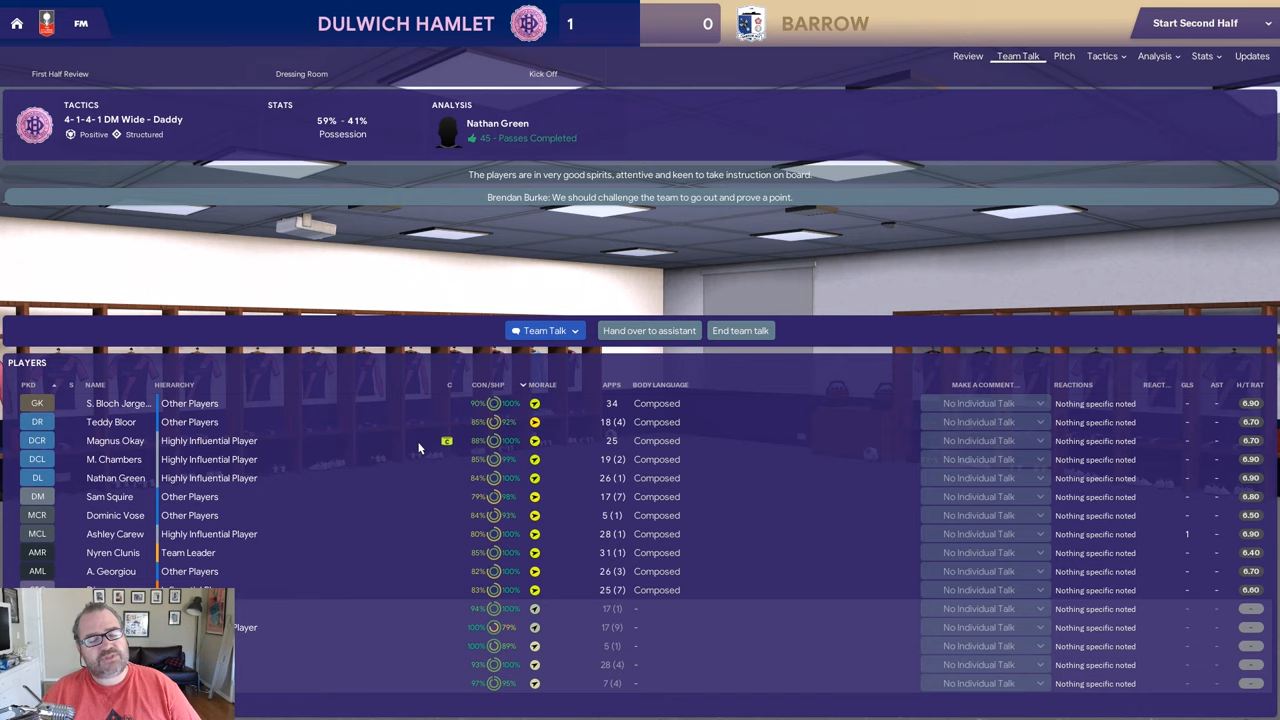 FM DULWICH HAMLET 1 0 BARROW Start Second Half
Review Team Talk Pitch Tactics Analysis Stats Updates
First Half Review Dressing Room Kick Off
TACTICS STATS ANALYSIS
4-1-4-1 DM Wide - Daddy
Positive Structured
59% - 41%
Possession
Nathan Green
45 - Passes Completed
The players are in very good spirits, attentive and keen to take instruction on board.
Brendan Burke: We should challenge the team to go out and prove a point.
Team Talk Hand over to assistant End team talk
PLAYERS
PKD S NAME HIERARCHY C CON/SHP MORALE APPS BODY LANGUAGE MAKE A COMMENT... REACTIONS REACT... GLS AST H/T RAT
GK S. Bloch Jørge... Other Players 90% 100% 34 Composed No Individual Talk Nothing specific noted - - 6.90
DR Teddy Bloor Other Players 85% 92% 18 (4) Composed No Individual Talk Nothing specific noted - - 6.70
DCR Magnus Okay Highly Influential Player C 88% 100% 25 Composed No Individual Talk Nothing specific noted - - 6.70
DCL M. Chambers Highly Influential Player 85% 99% 19 (2) Composed No Individual Talk Nothing specific noted - - 6.90
DL Nathan Green Highly Influential Player 84% 100% 26 (1) Composed No Individual Talk Nothing specific noted - - 6.90
DM Sam Squire Other Players 79% 98% 17 (7) Composed No Individual Talk Nothing specific noted - - 6.80
MCR Dominic Vose Other Players 84% 93% 5 (1) Composed No Individual Talk Nothing specific noted - - 6.50
MCL Ashley Carew Highly Influential Player 80% 100% 28 (1) Composed No Individual Talk Nothing specific noted 1 - 6.90
AMR Nyren Clunis Team Leader 85% 100% 31 (1) Composed No Individual Talk Nothing specific noted - - 6.40
AML A. Georgiou Other Players 82% 100% 26 (3) Composed No Individual Talk Nothing specific noted - - 6.70
83% 100% 25 (7) Composed No Individual Talk Nothing specific noted - - 6.60
94% 100% 17 (1) - No Individual Talk Nothing specific noted - - -
Player 100% 79% 17 (9) - No Individual Talk Nothing specific noted - - -
100% 89% 5 (1) - No Individual Talk Nothing specific noted - - -
93% 100% 28 (4) - No Individual Talk Nothing specific noted - - -
97% 95% 7 (4) - No Individual Talk Nothing specific noted - - -